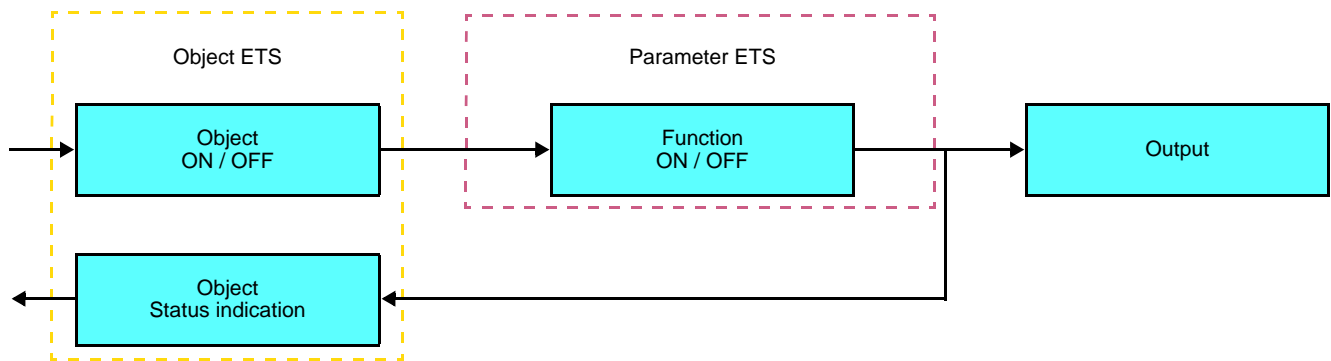 Object ETS
Parameter ETS
Object
ON / OFF
Function
ON / OFF
Output
Object
Status indication